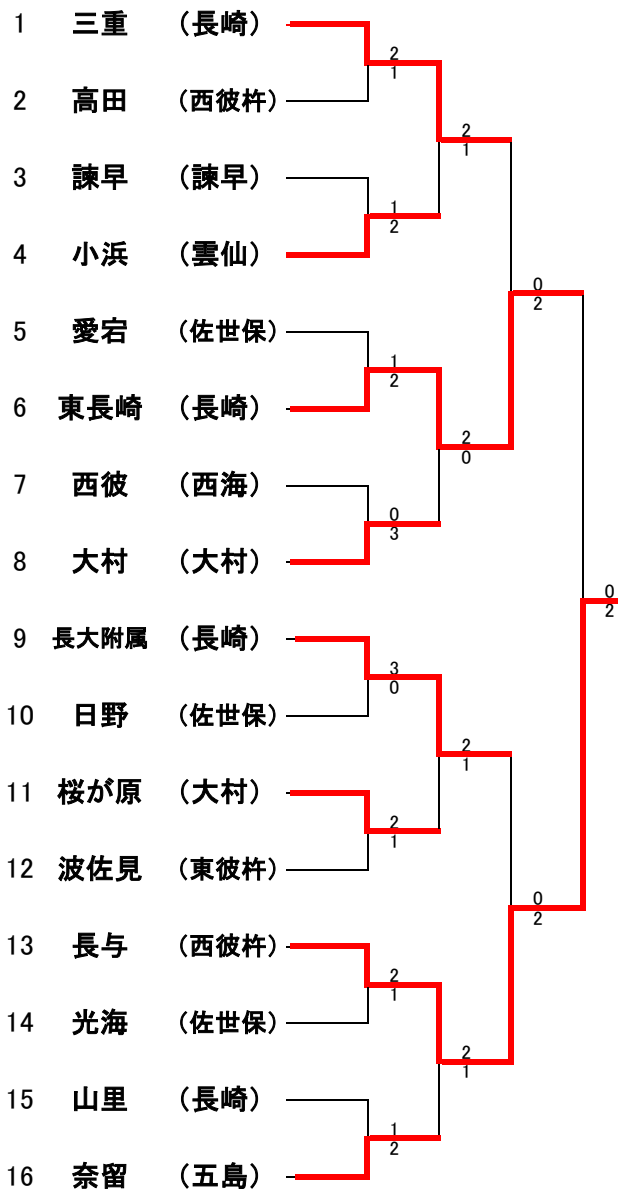 1 三重 (長崎)
2
1
2 高田 (西彼杵)
2
1
3 諫早 (諫早)
1
2
4 小浜 (雲仙)
0
2
5 愛宕 (佐世保)
1
2
6 東長崎 (長崎)
2
0
7 西彼 (西海)
0
3
8 大村 (大村)
0
2
9 長大附属 (長崎)
3
0
10 日野 (佐世保)
2
1
11 桜が原 (大村)
2
1
12 波佐見 (東彼杵)
0
2
13 長与 (西彼杵)
2
1
14 光海 (佐世保)
2
1
15 山里 (長崎)
1
2
16 奈留 (五島)